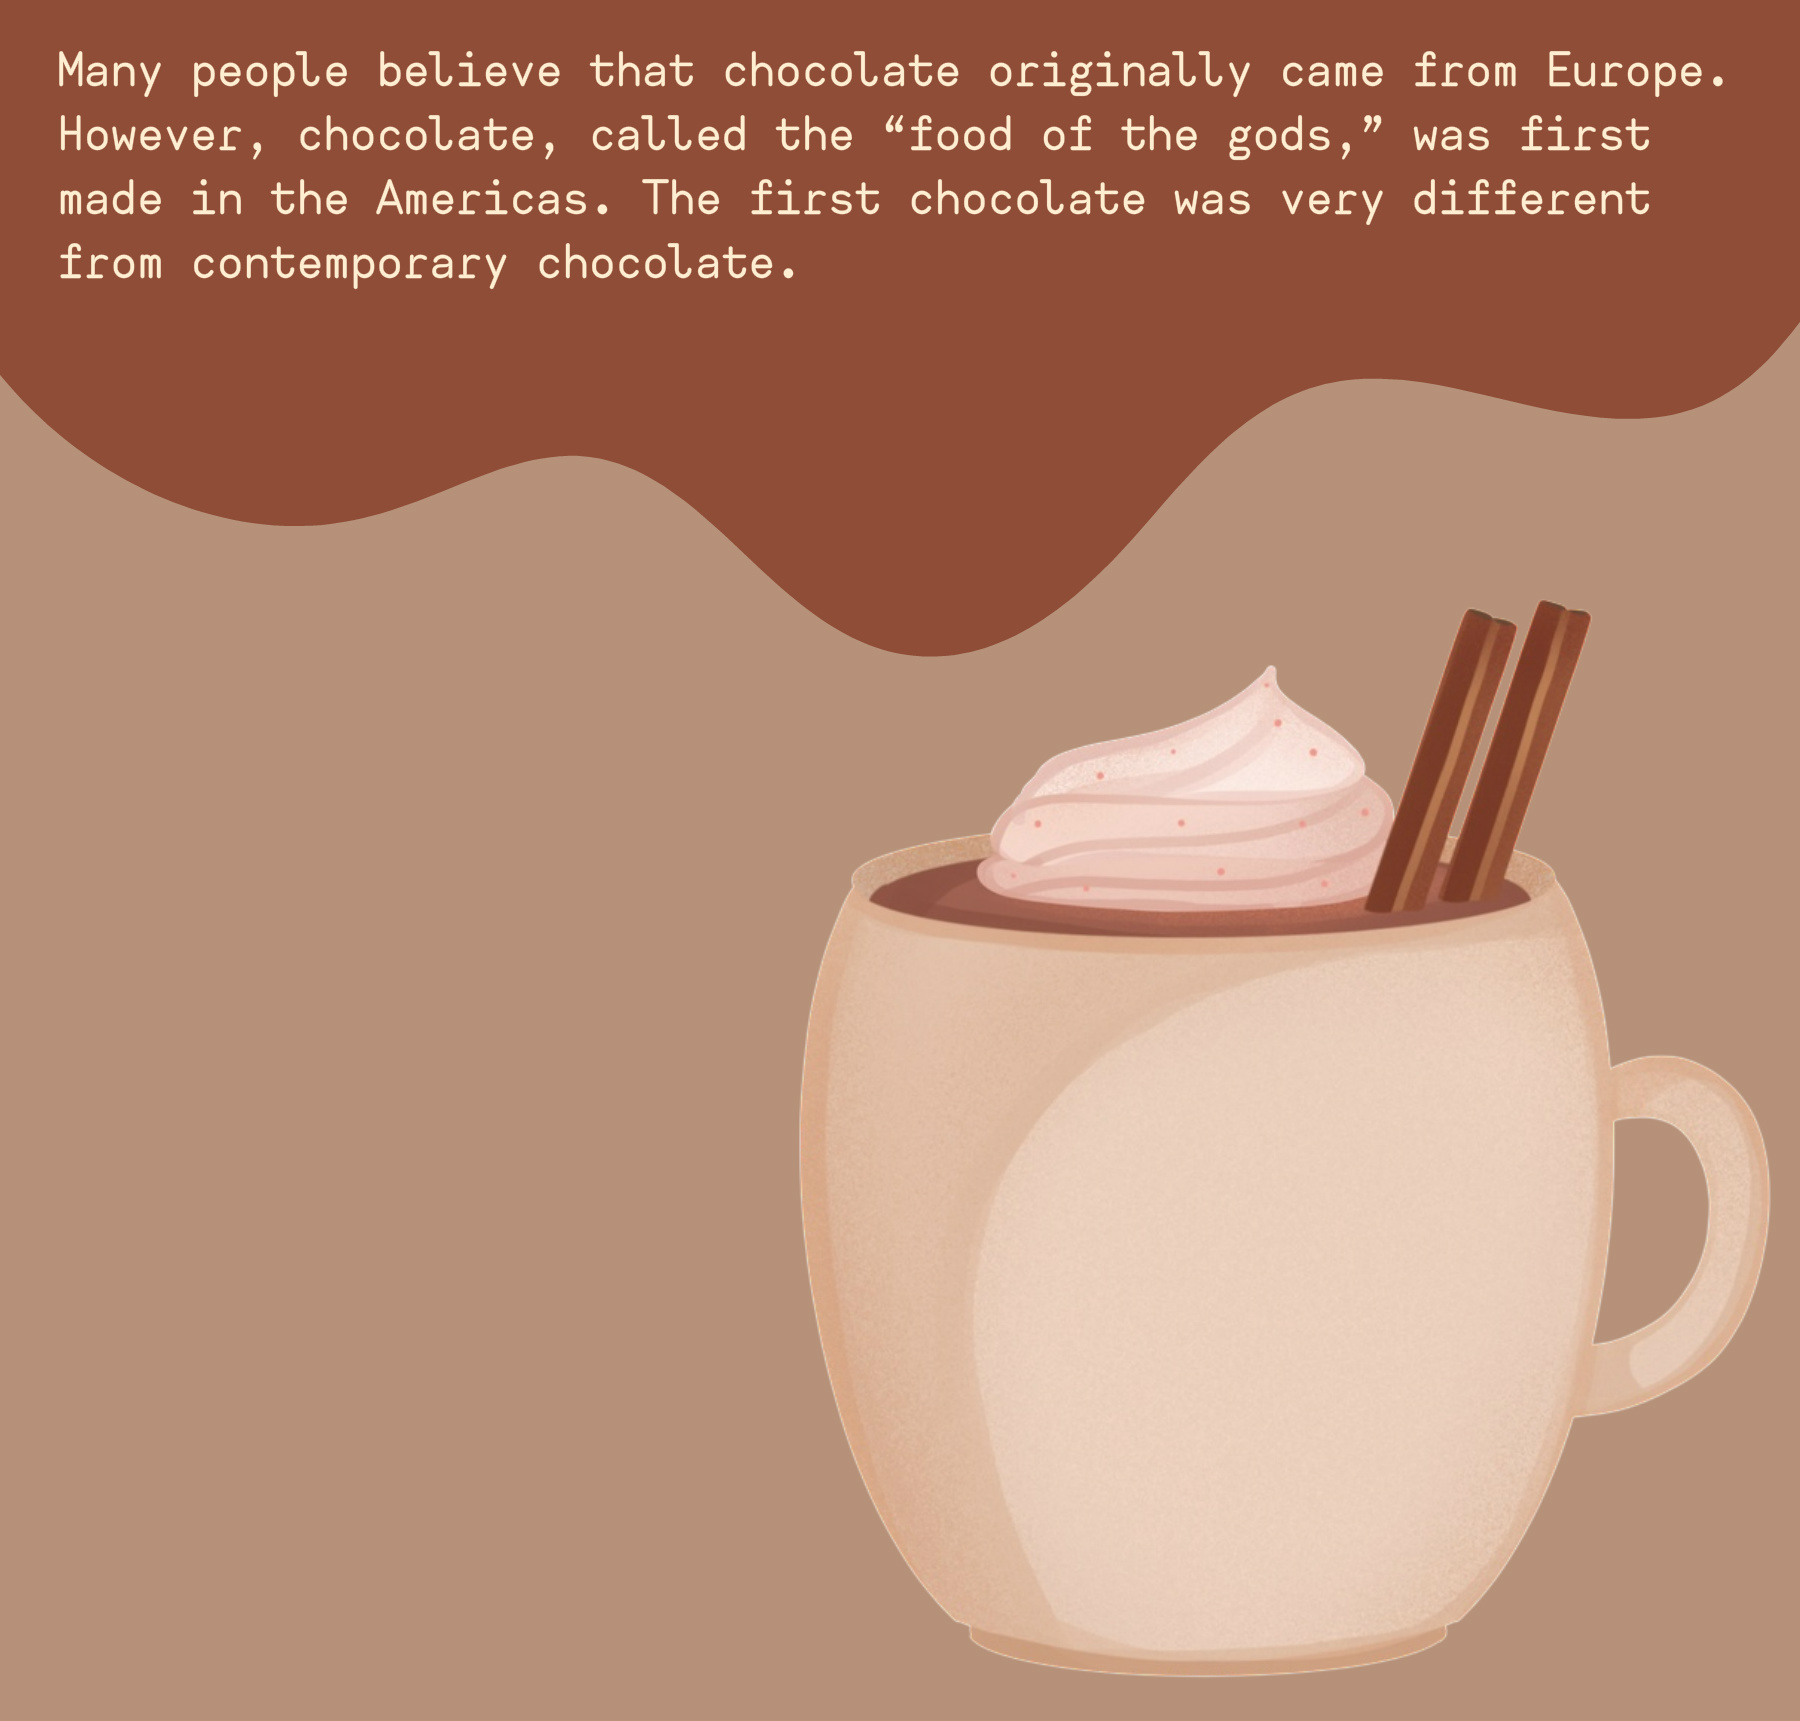 Many people believe that chocolate originally came from Europe.
However, chocolate, called the “food of the gods,” was first
made in the Americas. The first chocolate was very different
from contemporary chocolate.